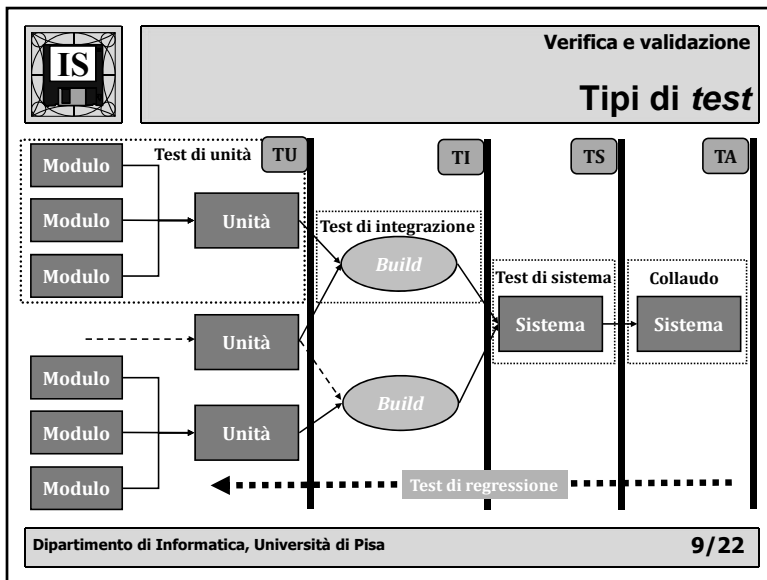 IS
Verifica e validazione
Tipi di test
Test di unità
TU
TI
TS
TA
Modulo
Modulo
Modulo
Unità
Test di integrazione
Build
Test di sistema
Sistema
Collaudo
Sistema
Unità
Modulo
Modulo
Modulo
Unità
Build
Test di regressione
Dipartimento di Informatica, Università di Pisa
9/22